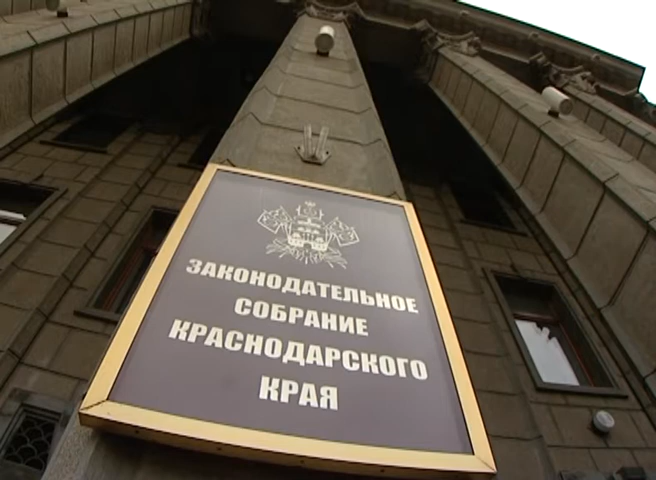 ЗАКОНОДАТЕЛЬНОЕ
СОБРАНИЕ
КРАСНОДАРСКОГО
КРАЯ